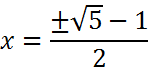 x = (±√5 − 1)/2